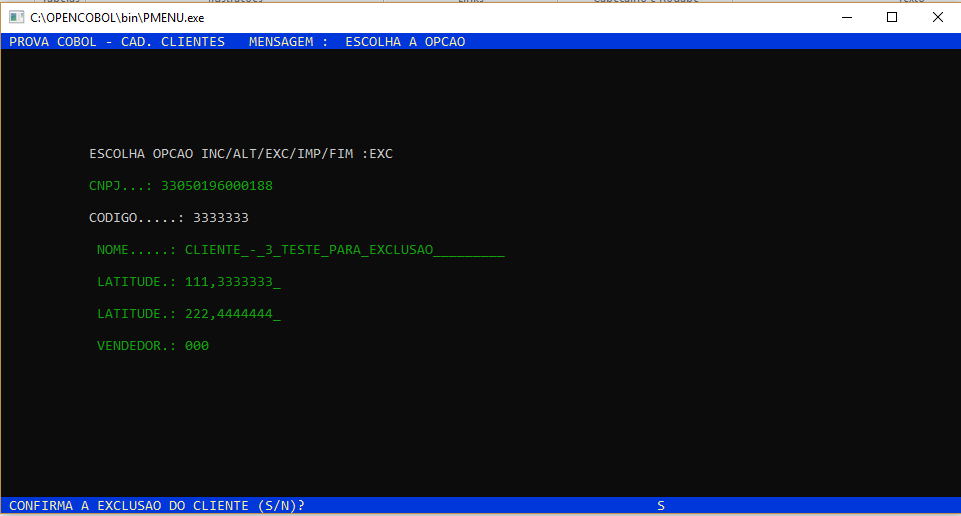 C:\OPENCOBOL\bin\PMENU.exe
PROVA COBOL - CAD. CLIENTES   MENSAGEM :  ESCOLHA A OPCAO
ESCOLHA OPCAO INC/ALT/EXC/IMP/FIM :EXC
CNPJ...: 33050196000188
CODIGO.....: 3333333
NOME.....: CLIENTE_-_3_TESTE_PARA_EXCLUSAO_________
LATITUDE.: 111,3333333_
LATITUDE.: 222,4444444_
VENDEDOR.: 000
CONFIRMA A EXCLUSAO DO CLIENTE (S/N)? S